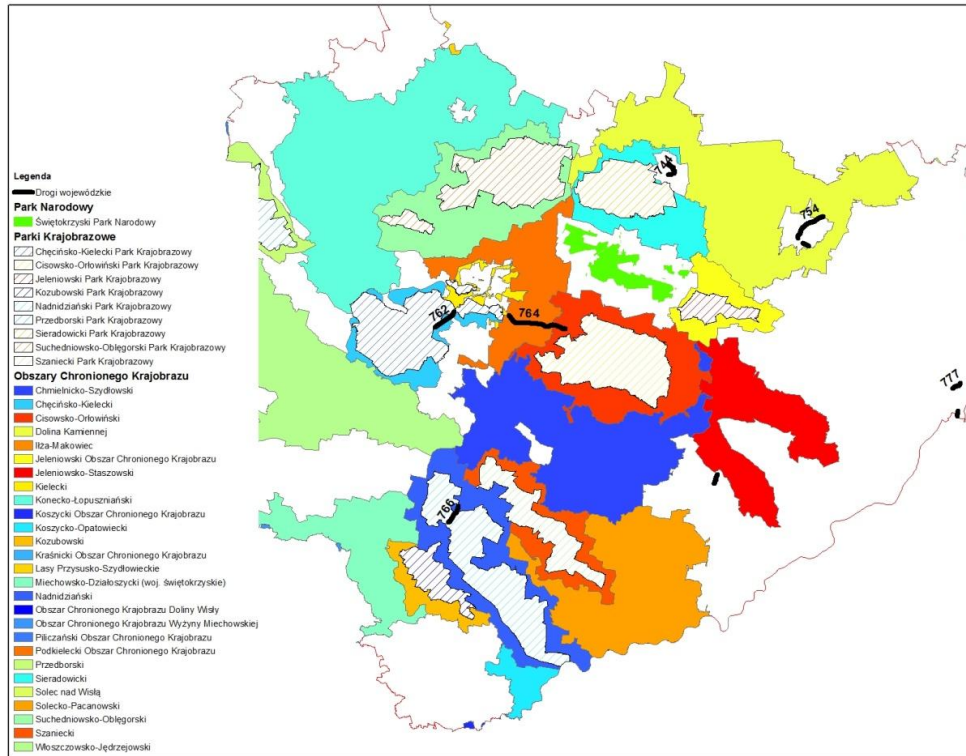 Legenda
Drogi wojewódzkie
Park Narodowy
Świętokrzyski Park Narodowy
Parki Krajobrazowe
Chęcińsko-Kielecki Park Krajobrazowy
Cisowsko-Orłowiński Park Krajobrazowy
Jeleniowski Park Krajobrazowy
Kozubowski Park Krajobrazowy
Nadnidziański Park Krajobrazowy
Przedborski Park Krajobrazowy
Sieradowicki Park Krajobrazowy
Suchedniowsko-Oblęgorski Park Krajobrazowy
Szaniecki Park Krajobrazowy
Obszary Chronionego Krajobrazu
Chmielnicko-Szydłowski
Chęcińsko-Kielecki
Cisowsko-Orłowiński
Dolina Kamiennej
Iłża-Makowiec
Jeleniowski Obszar Chronionego Krajobrazu
Jeleniowsko-Staszowski
Kielecki
Konecko-Łopuszniański
Koszycki Obszar Chronionego Krajobrazu
Koszycko-Opatowiecki
Kozubowski
Kraśnicki Obszar Chronionego Krajobrazu
Lasy Przysusko-Szydłowieckie
Miechowsko-Działoszycki (woj. świętokrzyskie)
Nadnidziański
Obszar Chronionego Krajobrazu Doliny Wisły
Obszar Chronionego Krajobrazu Wyżyny Miechowskiej
Piliczański Obszar Chronionego Krajobrazu
Podkielecki Obszar Chronionego Krajobrazu
Przedborski
Sieradowicki
Solec nad Wisłą
Solecko-Pacanowski
Suchedniowsko-Oblęgorski
Szaniecki
Włoszczowsko-Jędrzejowski
744
754
762
764
777
766